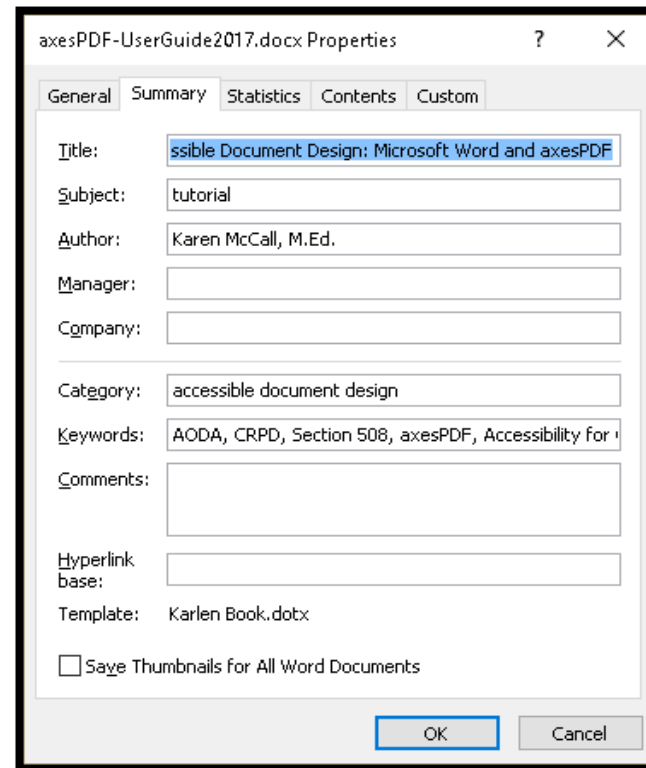 axesPDF-UserGuide2017.docx Properties ? ×
General Summary Statistics Contents Custom
Title: ssible Document Design: Microsoft Word and axesPDF
Subject: tutorial
Author: Karen McCall, M.Ed.
Manager:
Company:
Category: accessible document design
Keywords: AODA, CRPD, Section 508, axesPDF, Accessibility for
Comments:
Hyperlink
base:
Template: Karlen Book.dotx
Save Thumbnails for All Word Documents
OK Cancel